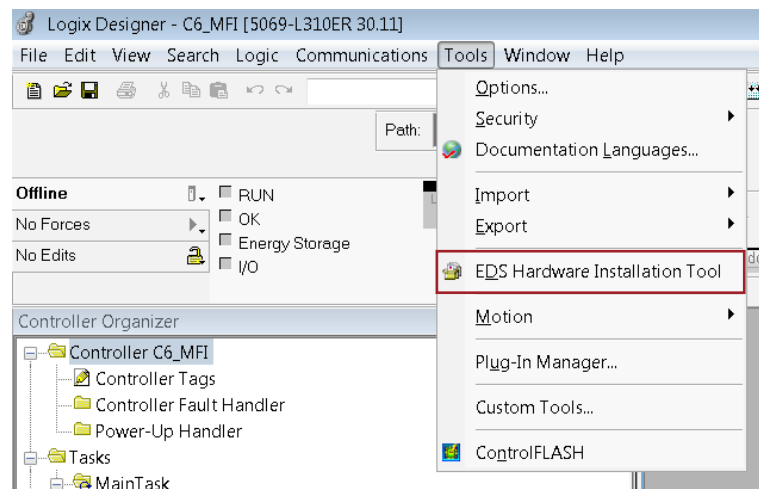 Logix Designer - C6_MFI [5069-L310ER 30.11]
File Edit View Search Logic Communications Tools Window Help
Options...
Path:
Security
Documentation Languages...
Offline
RUN
Import
No Forces
OK
Export
No Edits
Energy Storage
I/O
EDS Hardware Installation Tool
Controller Organizer
Motion
Controller C6_MFI
Plug-In Manager...
Controller Tags
Controller Fault Handler
Custom Tools...
Power-Up Handler
ControlFLASH
Tasks
MainTask